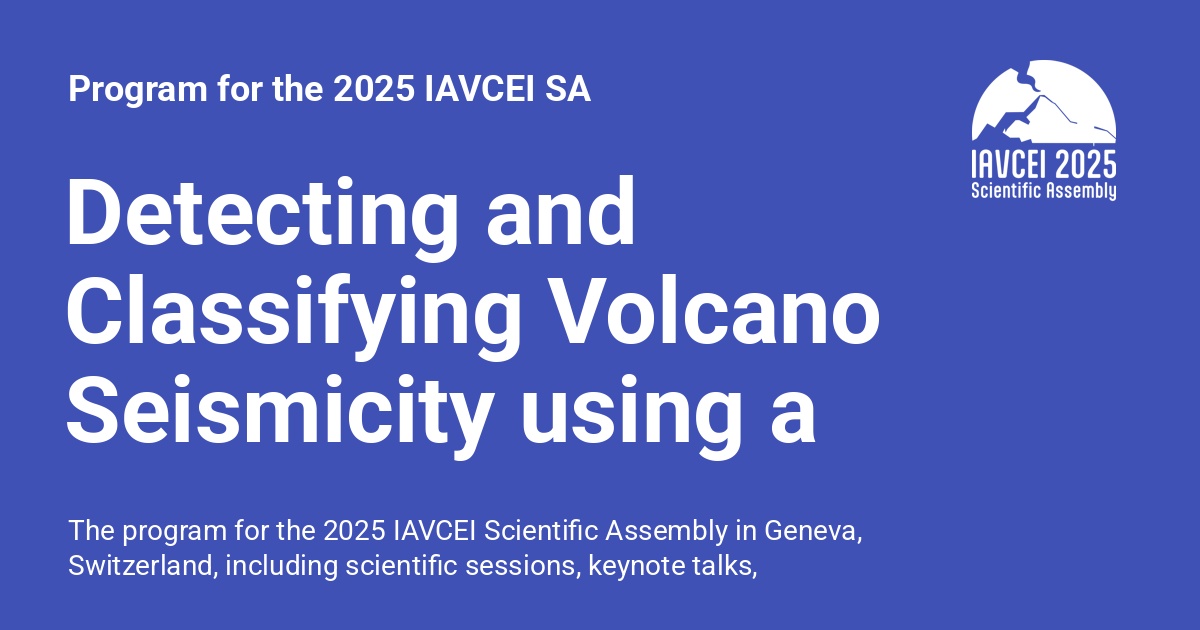 Program for the 2025 IAVCEI SA
IAVCEI 2025
Scientific Assembly
Detecting and
Classifying Volcano
Seismicity using a
The program for the 2025 IAVCEI Scientific Assembly in Geneva,
Switzerland, including scientific sessions, keynote talks,